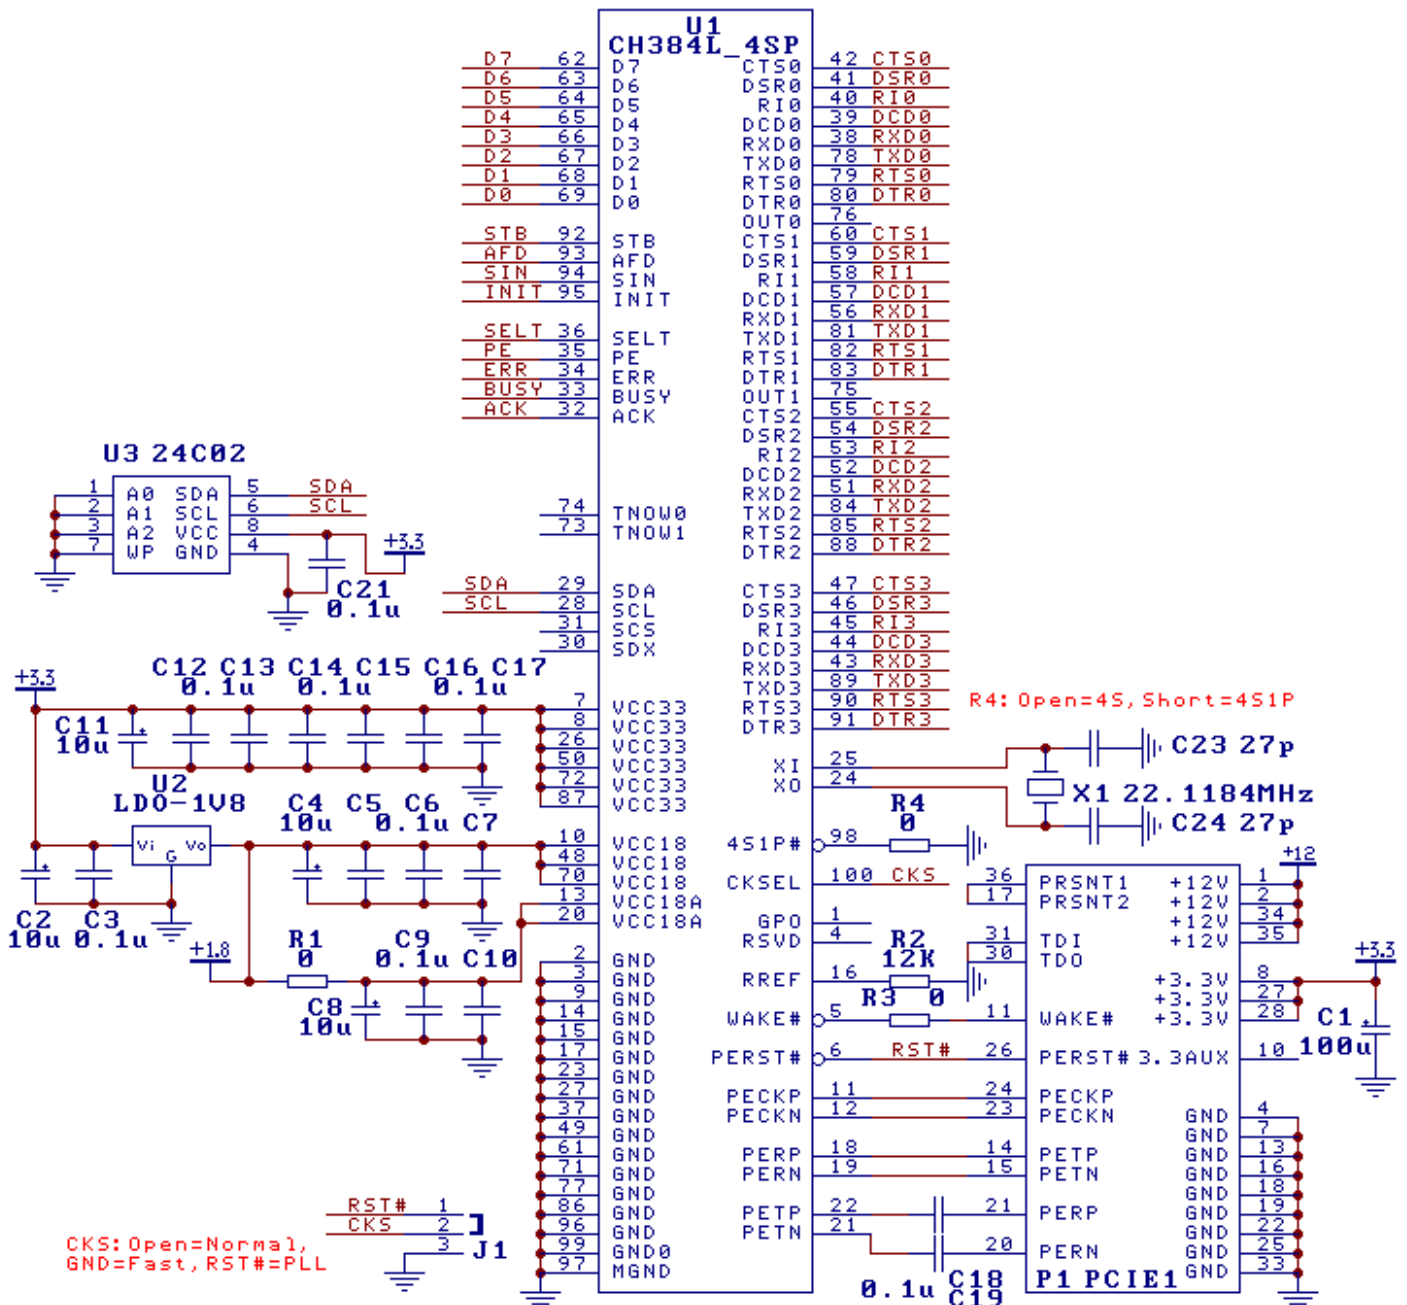 U1
CH384L_4SP
D7 62 D7 CTS0 42 CTS0
D6 63 D6 DSR0 41 DSR0
D5 64 D5 RI0 40 RI0
D4 65 D4 DCD0 39 DCD0
D3 66 D3 RXD0 38 RXD0
D2 67 D2 TXD0 78 TXD0
D1 68 D1 RTS0 79 RTS0
D0 69 D0 DTR0 80 DTR0
OUT0 76
STB 92 STB CTS1 60 CTS1
AFD 93 AFD DSR1 59 DSR1
SIN 94 SIN RI1 58 RI1
INIT 95 INIT DCD1 57 DCD1
RXD1 56 RXD1
SELT 36 SELT TXD1 81 TXD1
PE 35 PE RTS1 82 RTS1
ERR 34 ERR DTR1 83 DTR1
BUSY 33 BUSY OUT1 75
ACK 32 ACK CTS2 55 CTS2
DSR2 54 DSR2
RI2 53 RI2
DCD2 52 DCD2
RXD2 51 RXD2
74 TNOW0 TXD2 84 TXD2
73 TNOW1 RTS2 85 RTS2
DTR2 88 DTR2
U3 24C02
1 A0 SDA 5 SDA
2 A1 SCL 6 SCL
3 A2 VCC 8
7 WP GND 4
+3.3
C21
0.1u
SDA 29 SDA CTS3 47 CTS3
SCL 28 SCL DSR3 46 DSR3
31 SCS RI3 45 RI3
30 SDX DCD3 44 DCD3
RXD3 43 RXD3
TXD3 89 TXD3
RTS3 90 RTS3
DTR3 91 DTR3
R4: Open=4S, Short=4S1P
+3.3
C12 C13 C14 C15 C16 C17
0.1u 0.1u 0.1u
C11
10u
7 VCC33
8 VCC33
26 VCC33
50 VCC33
72 VCC33
87 VCC33
XI 25
XO 24
C23 27p
X1 22.1184MHz
C24 27p
U2
LDO-1V8
Vi Vo
G
C4 C5 C6
10u 0.1u C7
C2 C3
10u 0.1u
10 VCC18
48 VCC18
70 VCC18
13 VCC18A
20 VCC18A
R4
0
4S1P# 98
CKSEL 100 CKS
GPO 1
RSVD 4
+1.8
R1
0
C9
0.1u C10
C8
10u
R2
12K
RREF 16
R3 0
WAKE# 5
PERST# 6 RST#
PECKP 11
PECKN 12
PERP 18
PERN 19
PETP 22
PETN 21
2 GND
3 GND
9 GND
14 GND
15 GND
17 GND
23 GND
27 GND
37 GND
49 GND
61 GND
71 GND
77 GND
86 GND
96 GND
99 GND0
97 MGND
+12
36 PRSNT1 +12V 1
17 PRSNT2 +12V 2
+12V 34
31 TDI +12V 35
30 TDO
+3.3
+3.3V 8
+3.3V 27
11 WAKE# +3.3V 28
C1
100u
26 PERST# 3.3AUX 10
24 PECKP
23 PECKN GND 4
GND 7
14 PETP GND 13
15 PETN GND 16
GND 18
21 PERP GND 19
GND 22
20 PERN GND 25
GND 33
P1 PCIE1
0.1u C18
C19
RST# 1
CKS 2
3 J1
CKS: Open=Normal,
GND=Fast, RST#=PLL